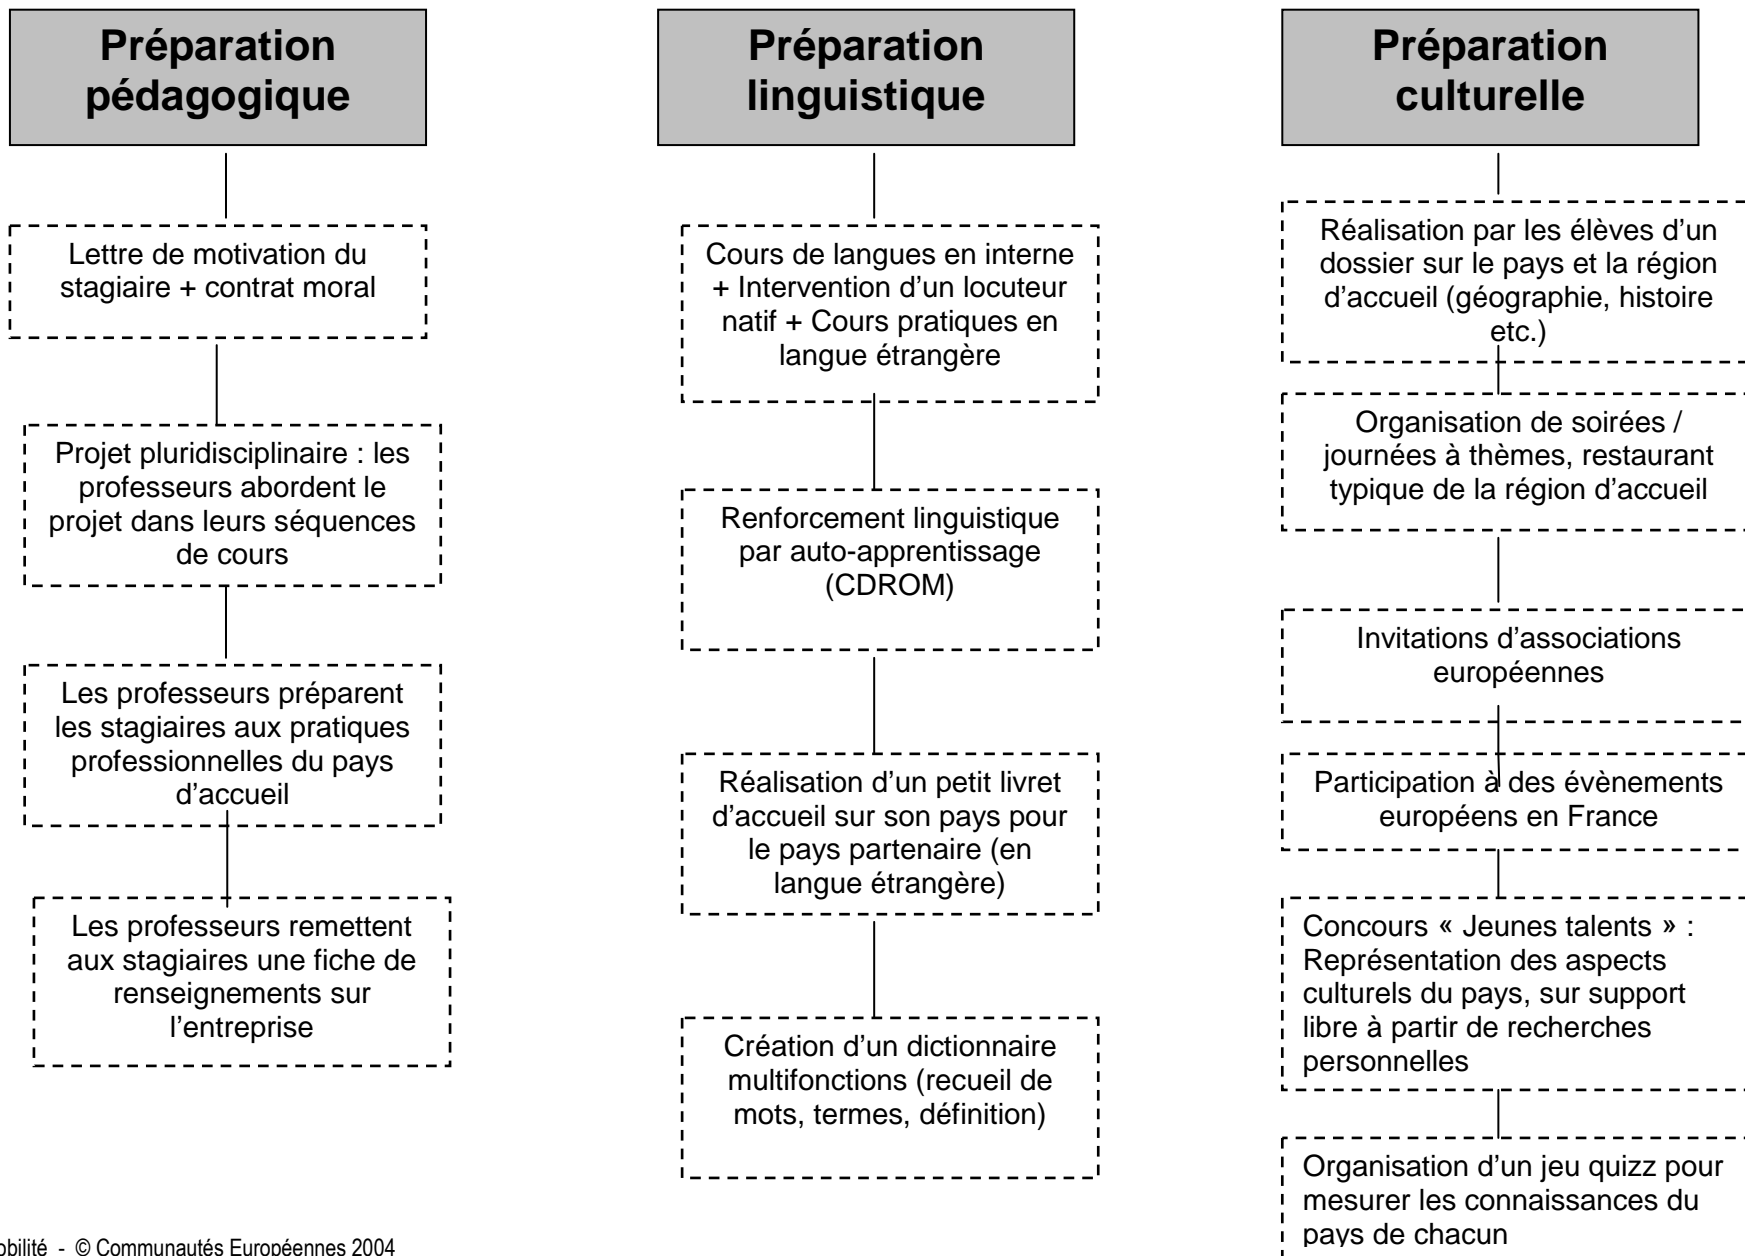 Préparation
pédagogique
Lettre de motivation du
stagiaire + contrat moral
Projet pluridisciplinaire : les
professeurs abordent le
projet dans leurs séquences
de cours
Les professeurs préparent
les stagiaires aux pratiques
professionnelles du pays
d’accueil
Les professeurs remettent
aux stagiaires une fiche de
renseignements sur
l’entreprise
Préparation
linguistique
Cours de langues en interne
+ Intervention d’un locuteur
natif + Cours pratiques en
langue étrangère
Renforcement linguistique
par auto-apprentissage
(CDROM)
Réalisation d’un petit livret
d’accueil sur son pays pour
le pays partenaire (en
langue étrangère)
Création d’un dictionnaire
multifonctions (recueil de
mots, termes, définition)
Préparation
culturelle
Réalisation par les élèves d’un
dossier sur le pays et la région
d’accueil (géographie, histoire
etc.)
Organisation de soirées /
journées à thèmes, restaurant
typique de la région d’accueil
Invitations d’associations
européennes
Participation à des évènements
européens en France
Concours « Jeunes talents » :
Représentation des aspects
culturels du pays, sur support
libre à partir de recherches
personnelles
Organisation d’un jeu quizz pour
mesurer les connaissances du
pays de chacun
obilité - © Communautés Européennes 2004